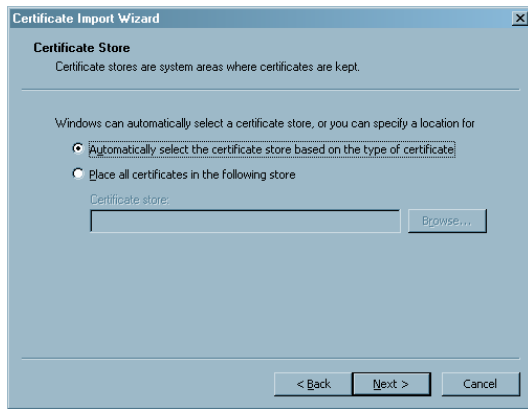 Certificate Import Wizard
Certificate Store
Certificate stores are system areas where certificates are kept.
Windows can automatically select a certificate store, or you can specify a location for
Automatically select the certificate store based on the type of certificate
Place all certificates in the following store
Certificate store:
Browse...
< Back
Next >
Cancel